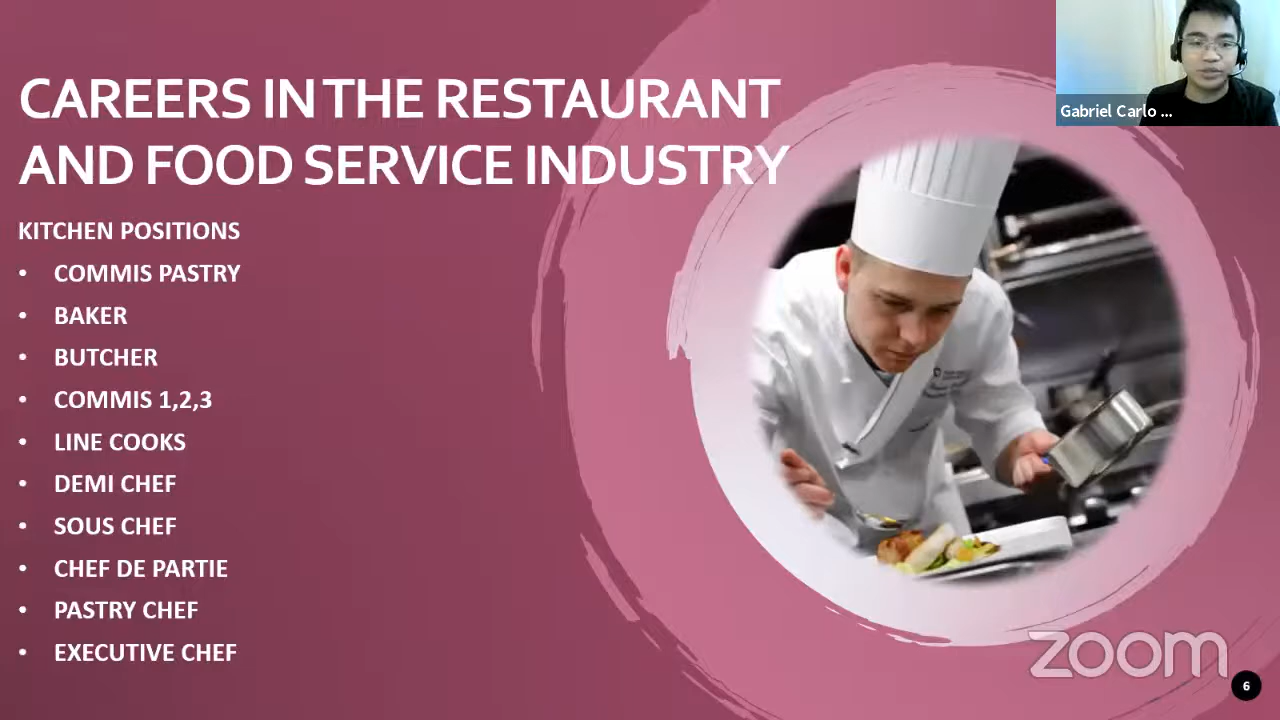 CAREERS IN THE RESTAURANT
AND FOOD SERVICE INDUSTRY
KITCHEN POSITIONS
• COMMIS PASTRY
• BAKER
• BUTCHER
• COMMIS 1,2,3
• LINE COOKS
• DEMI CHEF
• SOUS CHEF
• CHEF DE PARTIE
• PASTRY CHEF
• EXECUTIVE CHEF
Gabriel Carlo ...
zoom
6